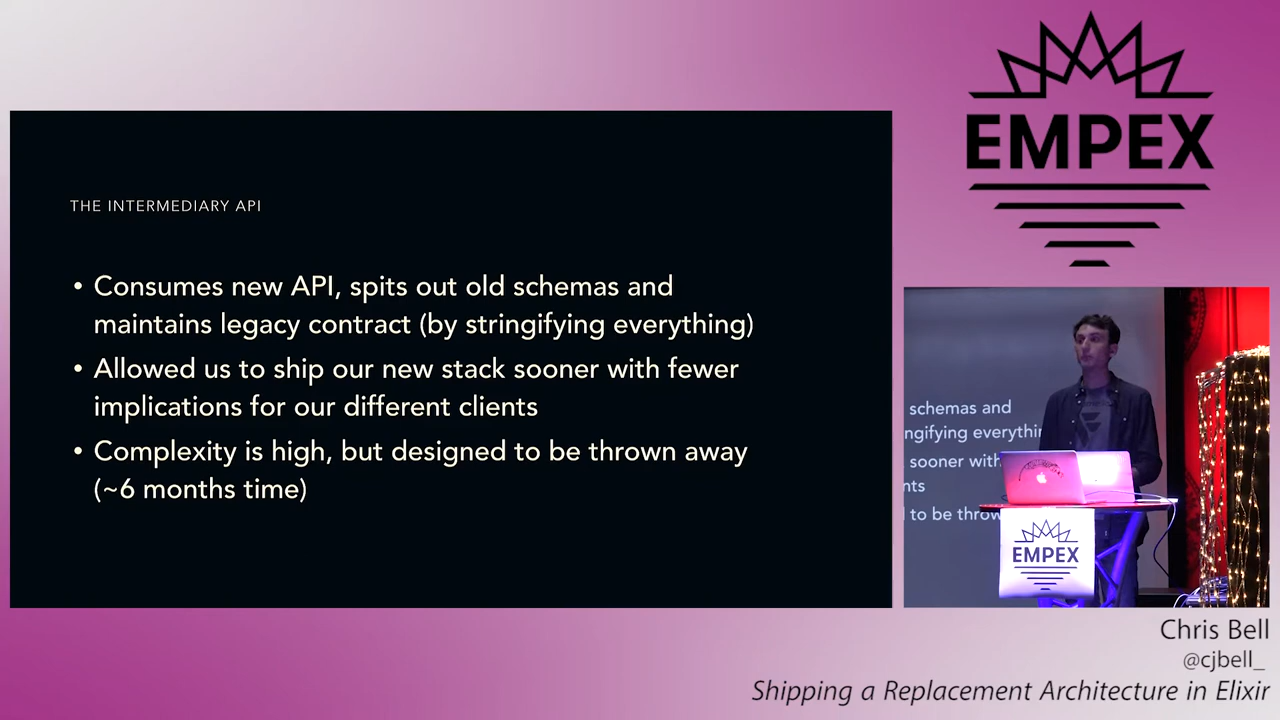 EMPEX
THE INTERMEDIARY API
• Consumes new API, spits out old schemas and
maintains legacy contract (by stringifying everything)
• Allowed us to ship our new stack sooner with fewer
implications for our different clients
• Complexity is high, but designed to be thrown away
(~6 months time)
schemas and
ngifying everythin
sooner with
nts
to be throw
EMPEX
Chris Bell
@cjbell_
Shipping a Replacement Architecture in Elixir